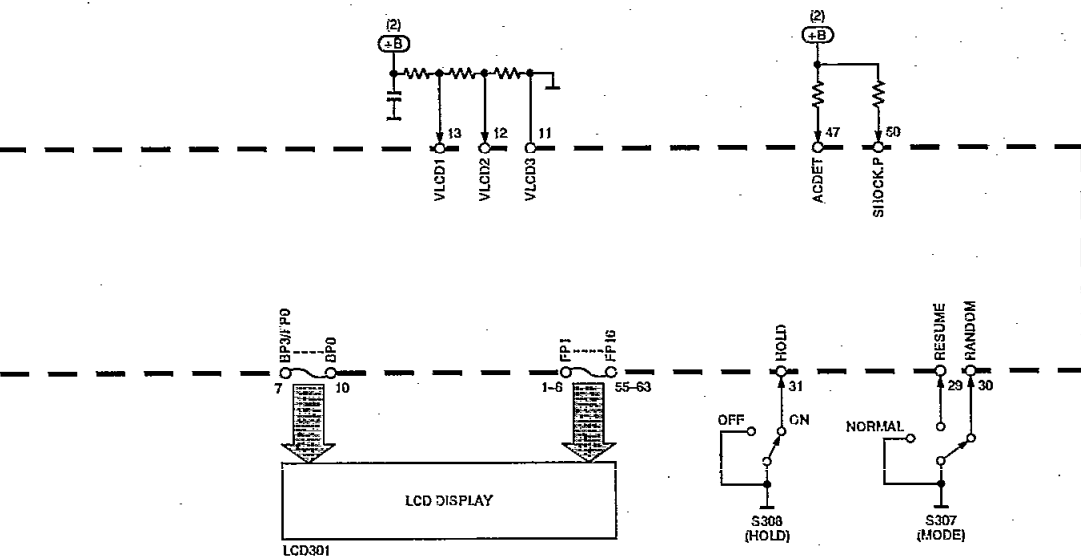 (2)
+B
(2)
+B
13
12
11
47
50
VLCD1
VLCD2
VLCD3
ACDET
SHOCK.P
BP3/FP0
BP0
FP1
FP16
HOLD
RESUME
RANDOM
7
10
1–6
55–63
31
29
30
OFF
ON
NORMAL
LCD DISPLAY
LCD301
S308
(HOLD)
S307
(MODE)